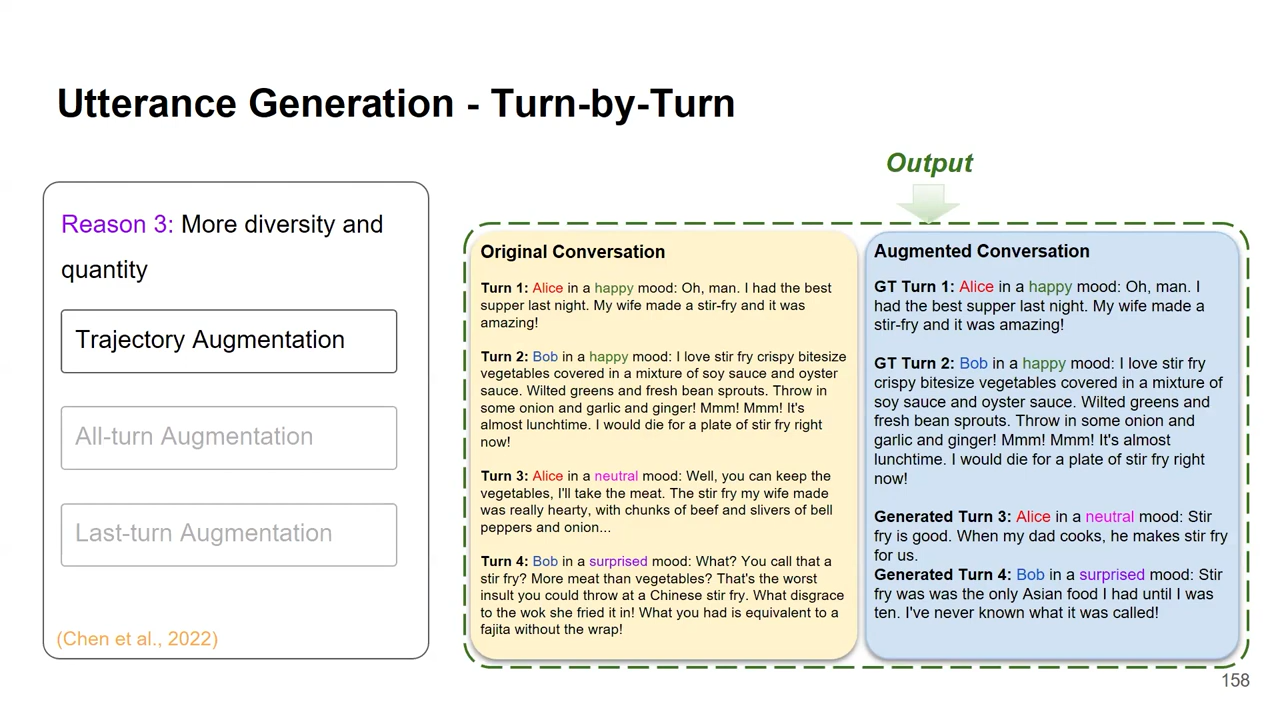 Utterance Generation - Turn-by-Turn
Reason 3: More diversity and
quantity
Trajectory Augmentation
All-turn Augmentation
Last-turn Augmentation
(Chen et al., 2022)
Output
Original Conversation
Turn 1: Alice in a happy mood: Oh, man. I had the best
supper last night. My wife made a stir-fry and it was
amazing!
Turn 2: Bob in a happy mood: I love stir fry crispy bitesize
vegetables covered in a mixture of soy sauce and oyster
sauce. Wilted greens and fresh bean sprouts. Throw in
some onion and garlic and ginger! Mmm! Mmm! It's
almost lunchtime. I would die for a plate of stir fry right
now!
Turn 3: Alice in a neutral mood: Well, you can keep the
vegetables, I'll take the meat. The stir fry my wife made
was really hearty, with chunks of beef and slivers of bell
peppers and onion...
Turn 4: Bob in a surprised mood: What? You call that a
stir fry? More meat than vegetables? That's the worst
insult you could throw at a Chinese stir fry. What disgrace
to the wok she fried it in! What you had is equivalent to a
fajita without the wrap!
Augmented Conversation
GT Turn 1: Alice in a happy mood: Oh, man. I
had the best supper last night. My wife made a
stir-fry and it was amazing!
GT Turn 2: Bob in a happy mood: I love stir fry
crispy bitesize vegetables covered in a mixture of
soy sauce and oyster sauce. Wilted greens and
fresh bean sprouts. Throw in some onion and
garlic and ginger! Mmm! Mmm! It's almost
lunchtime. I would die for a plate of stir fry right
now!
Generated Turn 3: Alice in a neutral mood: Stir
fry is good. When my dad cooks, he makes stir fry
for us.
Generated Turn 4: Bob in a surprised mood: Stir
fry was was the only Asian food I had until I was
ten. I've never known what it was called!
158